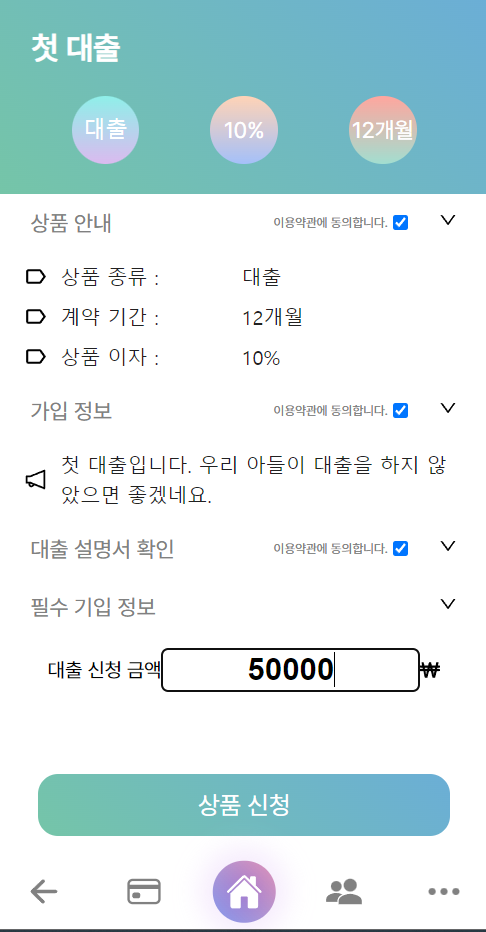 첫 대출
대출 10% 12개월
상품 안내 이용약관에 동의합니다.
상품 종류 : 대출
계약 기간 : 12개월
상품 이자 : 10%
가입 정보 이용약관에 동의합니다.
첫 대출입니다. 우리 아들이 대출을 하지 않
았으면 좋겠네요.
대출 설명서 확인 이용약관에 동의합니다.
필수 기입 정보
대출 신청 금액 50000 ₩
상품 신청